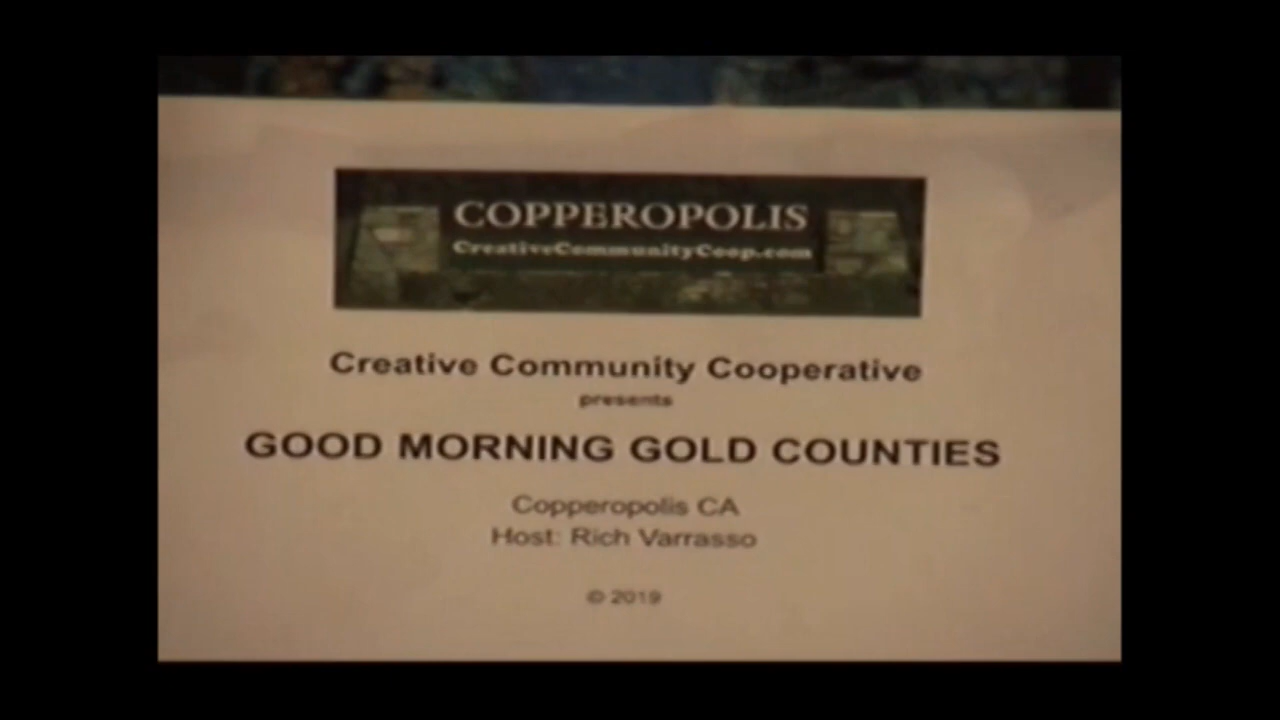 COPPEROPOLIS
CreativeCommunityCoop.com
Creative Community Cooperative
presents
GOOD MORNING GOLD COUNTIES
Copperopolis CA
Host: Rich Varrasso
© 2019